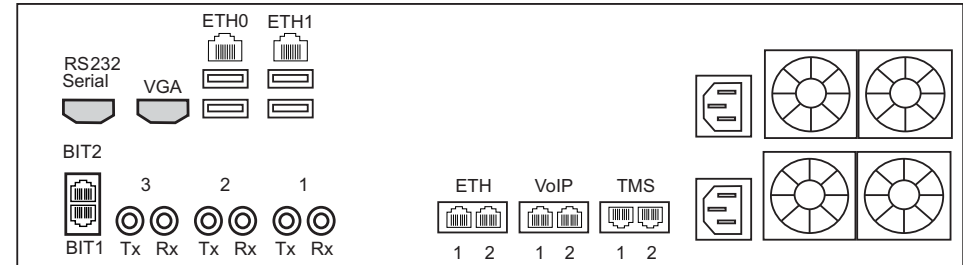 ETH0 ETH1
RS232
Serial
VGA
BIT2
3 2 1
ETH VoIP TMS
BIT1 Tx Rx Tx Rx Tx Rx
1 2 1 2 1 2